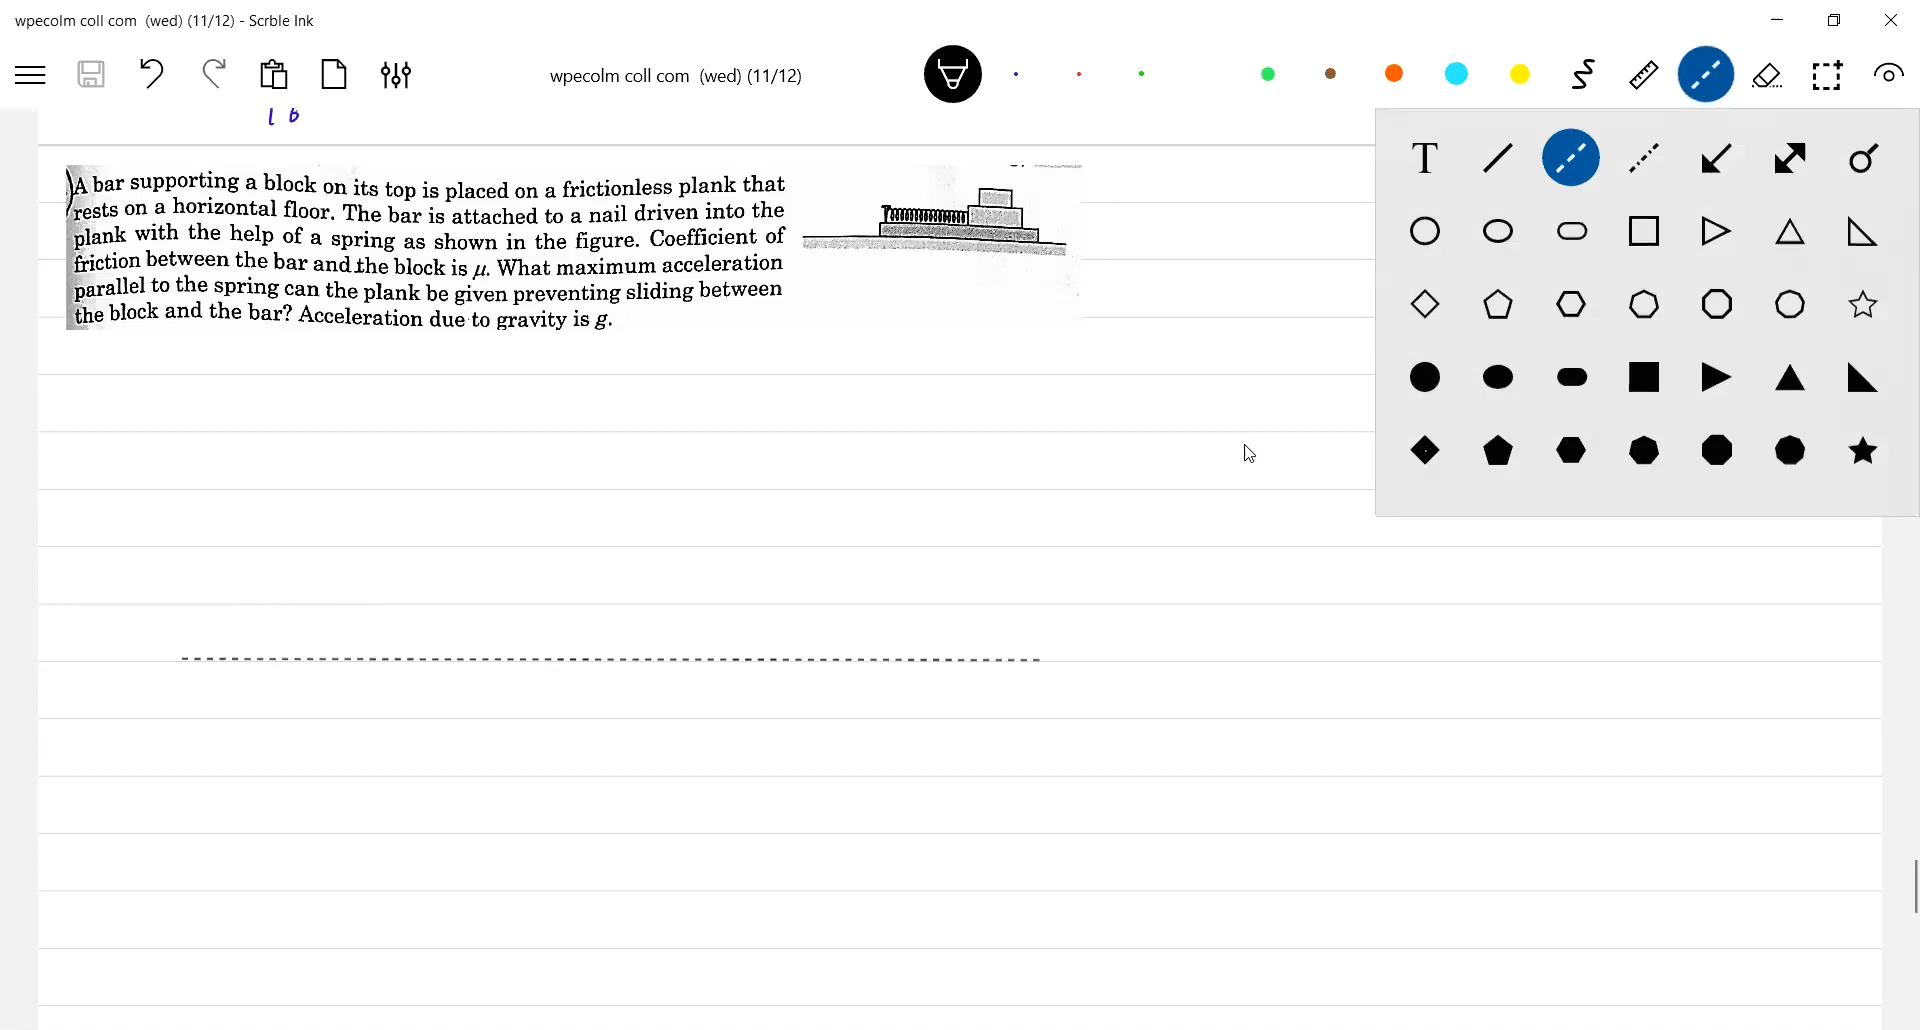 wpecolm coll com (wed) (11/12) - Scrble Ink
wpecolm coll com (wed) (11/12)
T
A bar supporting a block on its top is placed on a frictionless plank that
rests on a horizontal floor. The bar is attached to a nail driven into the
plank with the help of a spring as shown in the figure. Coefficient of
friction between the bar and the block is μ. What maximum acceleration
parallel to the spring can the plank be given preventing sliding between
the block and the bar? Acceleration due to gravity is g.